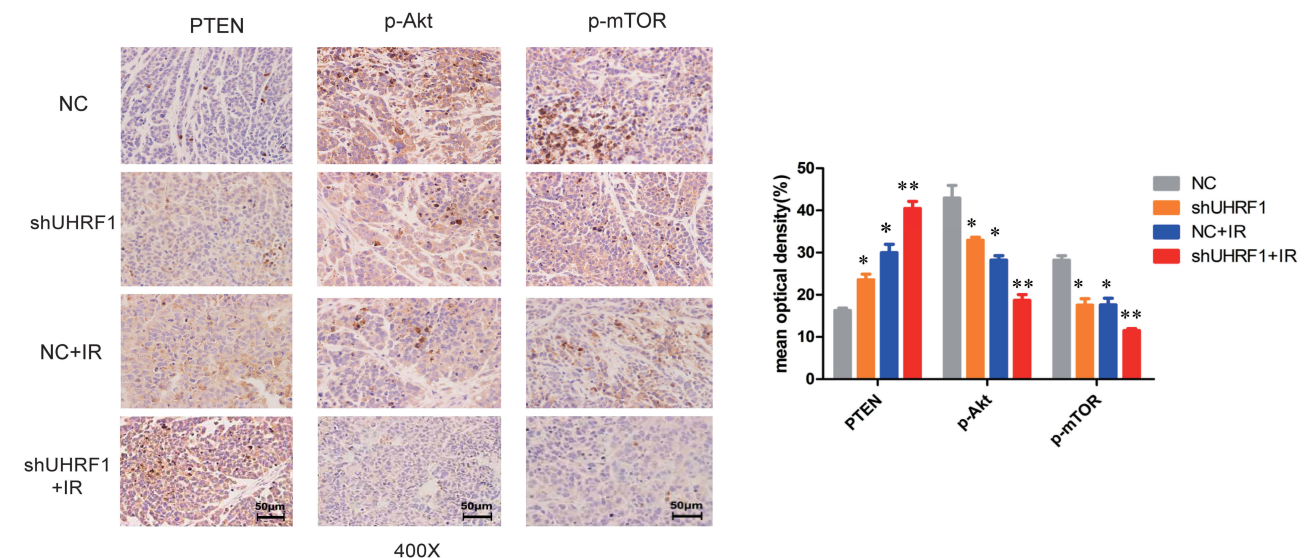 PTEN p-Akt p-mTOR
NC
shUHRF1
NC+IR
shUHRF1
+IR
50μm 50μm 50μm
400X
mean optical density(%)
50
40
30
20
10
0
* * **
* * **
* * **
PTEN p-Akt p-mTOR
NC
shUHRF1
NC+IR
shUHRF1+IR